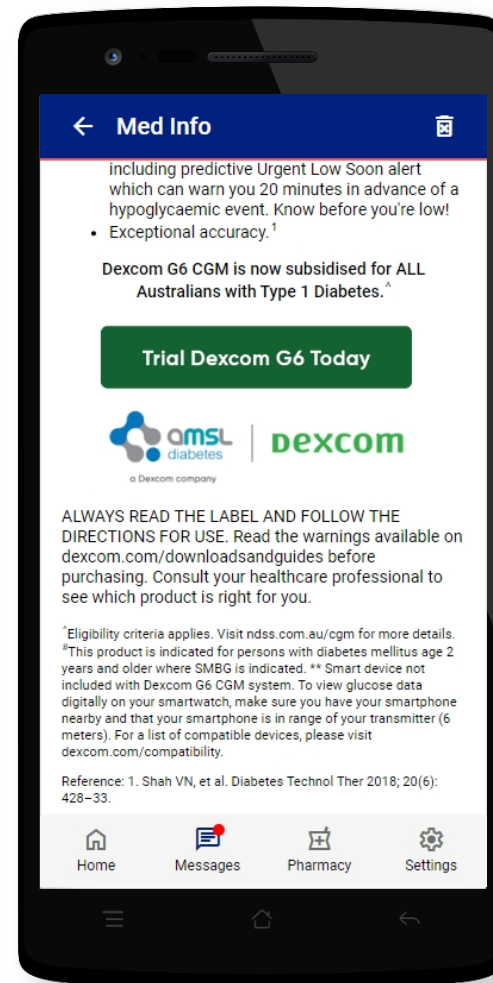 Med Info
including predictive Urgent Low Soon alert
which can warn you 20 minutes in advance of a
hypoglycaemic event. Know before you're low!
• Exceptional accuracy.1
Dexcom G6 CGM is now subsidised for ALL
Australians with Type 1 Diabetes.^
Trial Dexcom G6 Today
amsl
diabetes
a Dexcom company
Dexcom
ALWAYS READ THE LABEL AND FOLLOW THE
DIRECTIONS FOR USE. Read the warnings available on
dexcom.com/downloadsandguides before
purchasing. Consult your healthcare professional to
see which product is right for you.
^Eligibility criteria applies. Visit ndss.com.au/cgm for more details.
#This product is indicated for persons with diabetes mellitus age 2
years and older where SMBG is indicated. ** Smart device not
included with Dexcom G6 CGM system. To view glucose data
digitally on your smartwatch, make sure you have your smartphone
nearby and that your smartphone is in range of your transmitter (6
meters). For a list of compatible devices, please visit
dexcom.com/compatibility.
Reference: 1. Shah VN, et al. Diabetes Technol Ther 2018; 20(6):
428–33.
Home Messages Pharmacy Settings